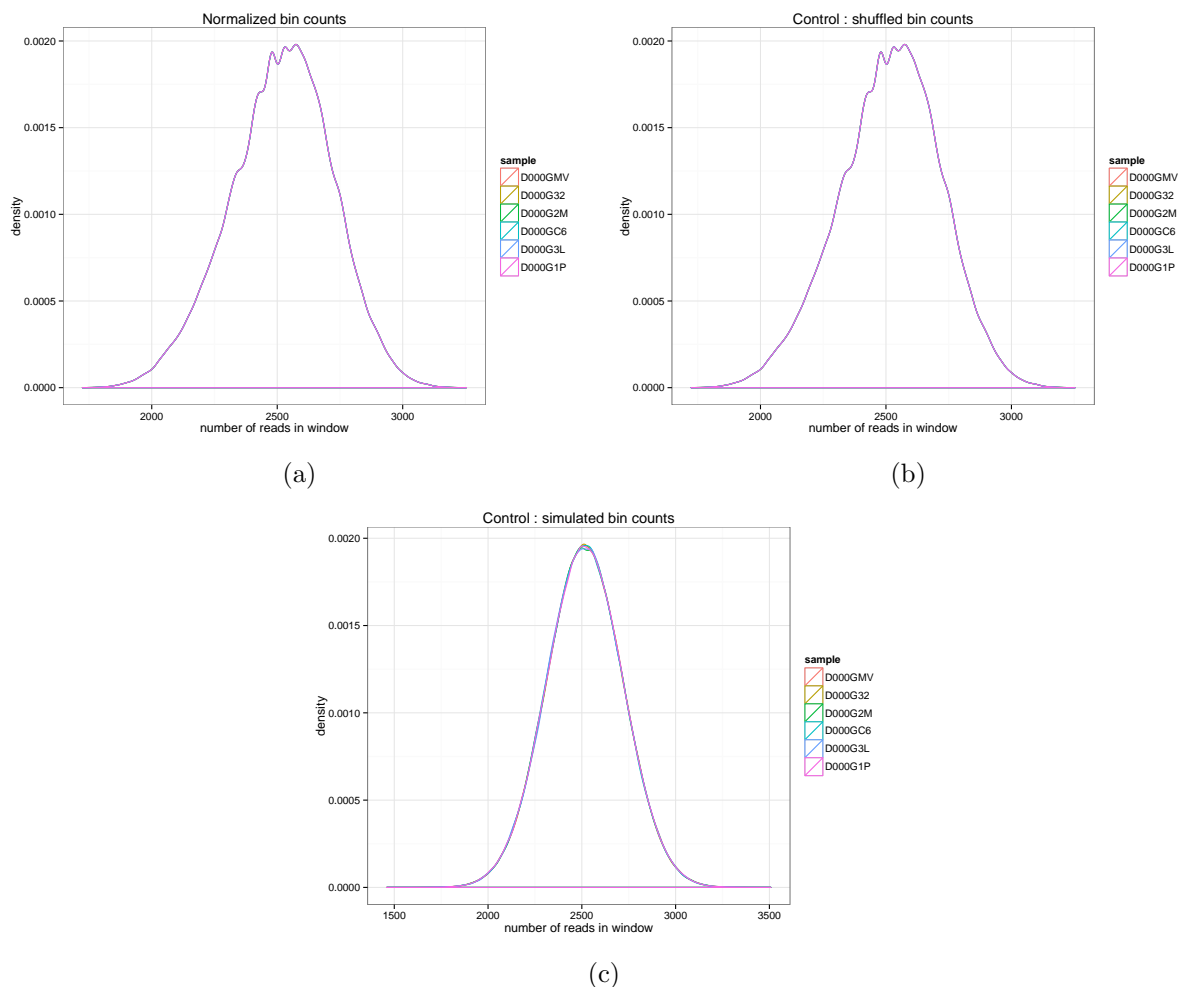 Normalized bin counts
0.0020
0.0015
0.0010
0.0005
0.0000
density
2000 2500 3000
number of reads in window
sample
D000GMV
D000G32
D000G2M
D000GC6
D000G3L
D000G1P
(a)
Control : shuffled bin counts
0.0020
0.0015
0.0010
0.0005
0.0000
density
2000 2500 3000
number of reads in window
sample
D000GMV
D000G32
D000G2M
D000GC6
D000G3L
D000G1P
(b)
Control : simulated bin counts
0.0020
0.0015
0.0010
0.0005
0.0000
density
1500 2000 2500 3000 3500
number of reads in window
sample
D000GMV
D000G32
D000G2M
D000GC6
D000G3L
D000G1P
(c)